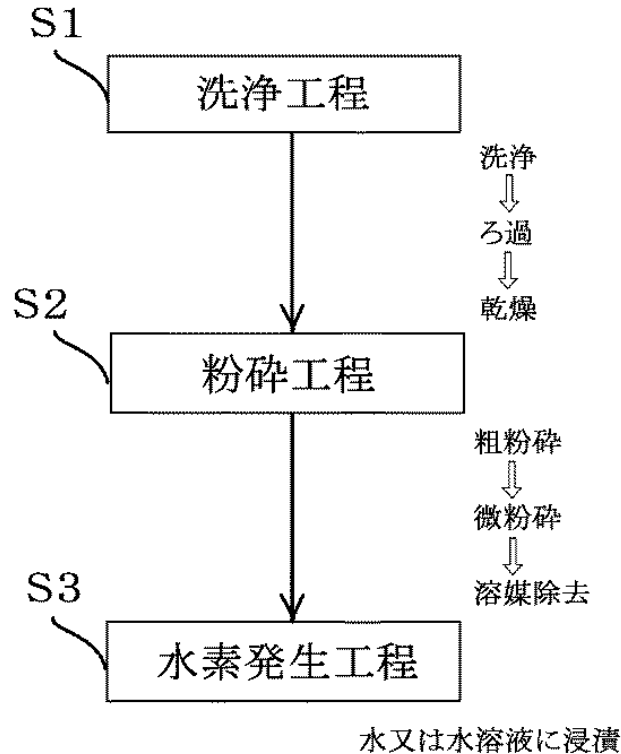 S1
洗浄工程
洗浄
⇩
ろ過
⇩
乾燥
S2
粉砕工程
粗粉砕
⇩
微粉砕
⇩
溶媒除去
S3
水素発生工程
水又は水溶液に浸漬